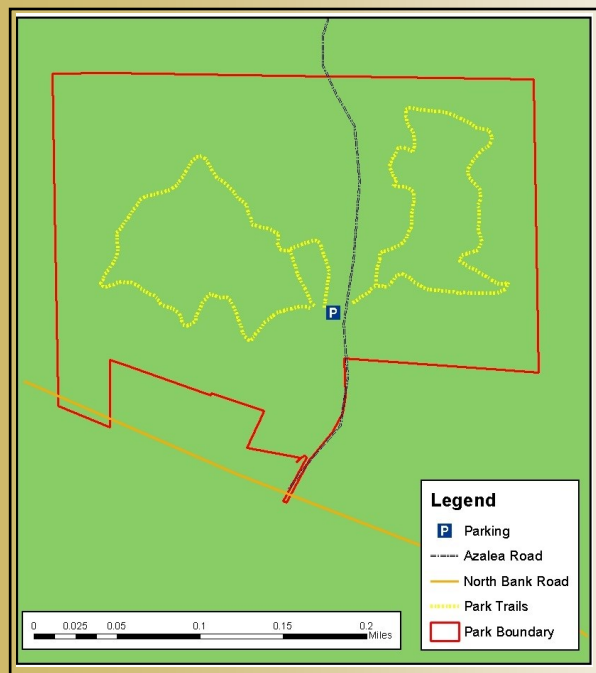 P
Legend
P Parking
Azalea Road
North Bank Road
Park Trails
Park Boundary
0 0.025 0.05 0.1 0.15 0.2
Miles